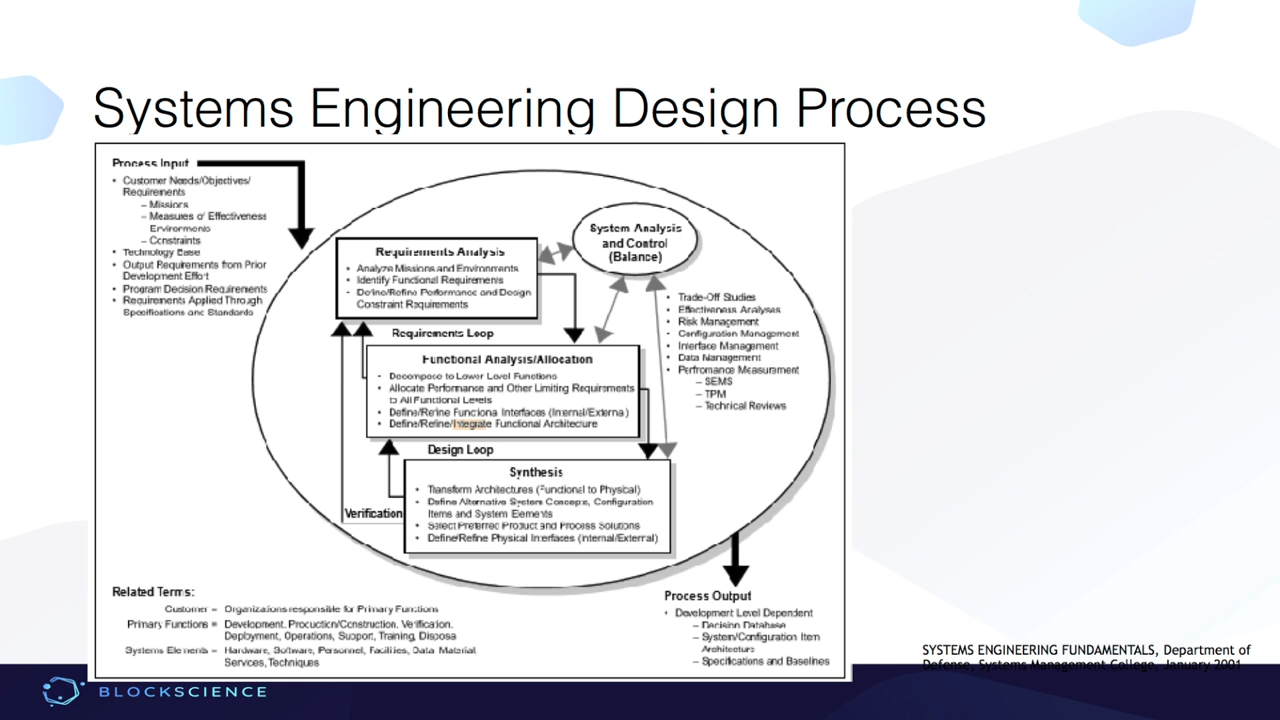 Systems Engineering Design Process
Process Input
• Customer Needs/Objectives/
Requirements
– Missions
– Measures of Effectiveness
Environments
– Constraints
• Technology Base
• Output Requirements from Prior
Development Effort
• Program Decision Requirements
• Requirements Applied Through
Specifications and Standards
System Analysis
and Control
(Balance)
Requirements Analysis
• Analyze Missions and Environments
• Identify Functional Requirements
• Define/Refine Performance and Design
Constraint Requirements
• Trade-Off Studies
• Effectiveness Analyses
• Risk Management
• Configuration Management
• Interface Management
• Data Management
• Perfromance Measurement
– SEMS
– TPM
– Technical Reviews
Requirements Loop
Functional Analysis/Allocation
• Decompose to Lower-Level Functions
• Allocate Performance and Other Limiting Requirements
to All Functional Levels
• Define/Refine Functional Interfaces (Internal/External)
• Define/Refine/Integrate Functional Architecture
Design Loop
Synthesis
• Transform Architectures (Functional to Physical)
• Define Alternative System Concepts, Configuration
Items and System Elements
• Select Preferred Product and Process Solutions
• Define/Refine Physical Interfaces (Internal/External)
Verification
Related Terms:
Customer = Organizations responsible for Primary Functions
Primary Functions = Development, Production/Construction, Verification,
Deployment, Operations, Support, Training, Disposal
Systems Elements = Hardware, Software, Personnel, Facilities, Data, Material,
Services, Techniques
Process Output
• Development Level Dependent
– Decision Database
– System/Configuration Item
Architecture
– Specifications and Baselines
SYSTEMS ENGINEERING FUNDAMENTALS, Department of
Defense, Systems Management College, January 2001
BLOCKSCIENCE